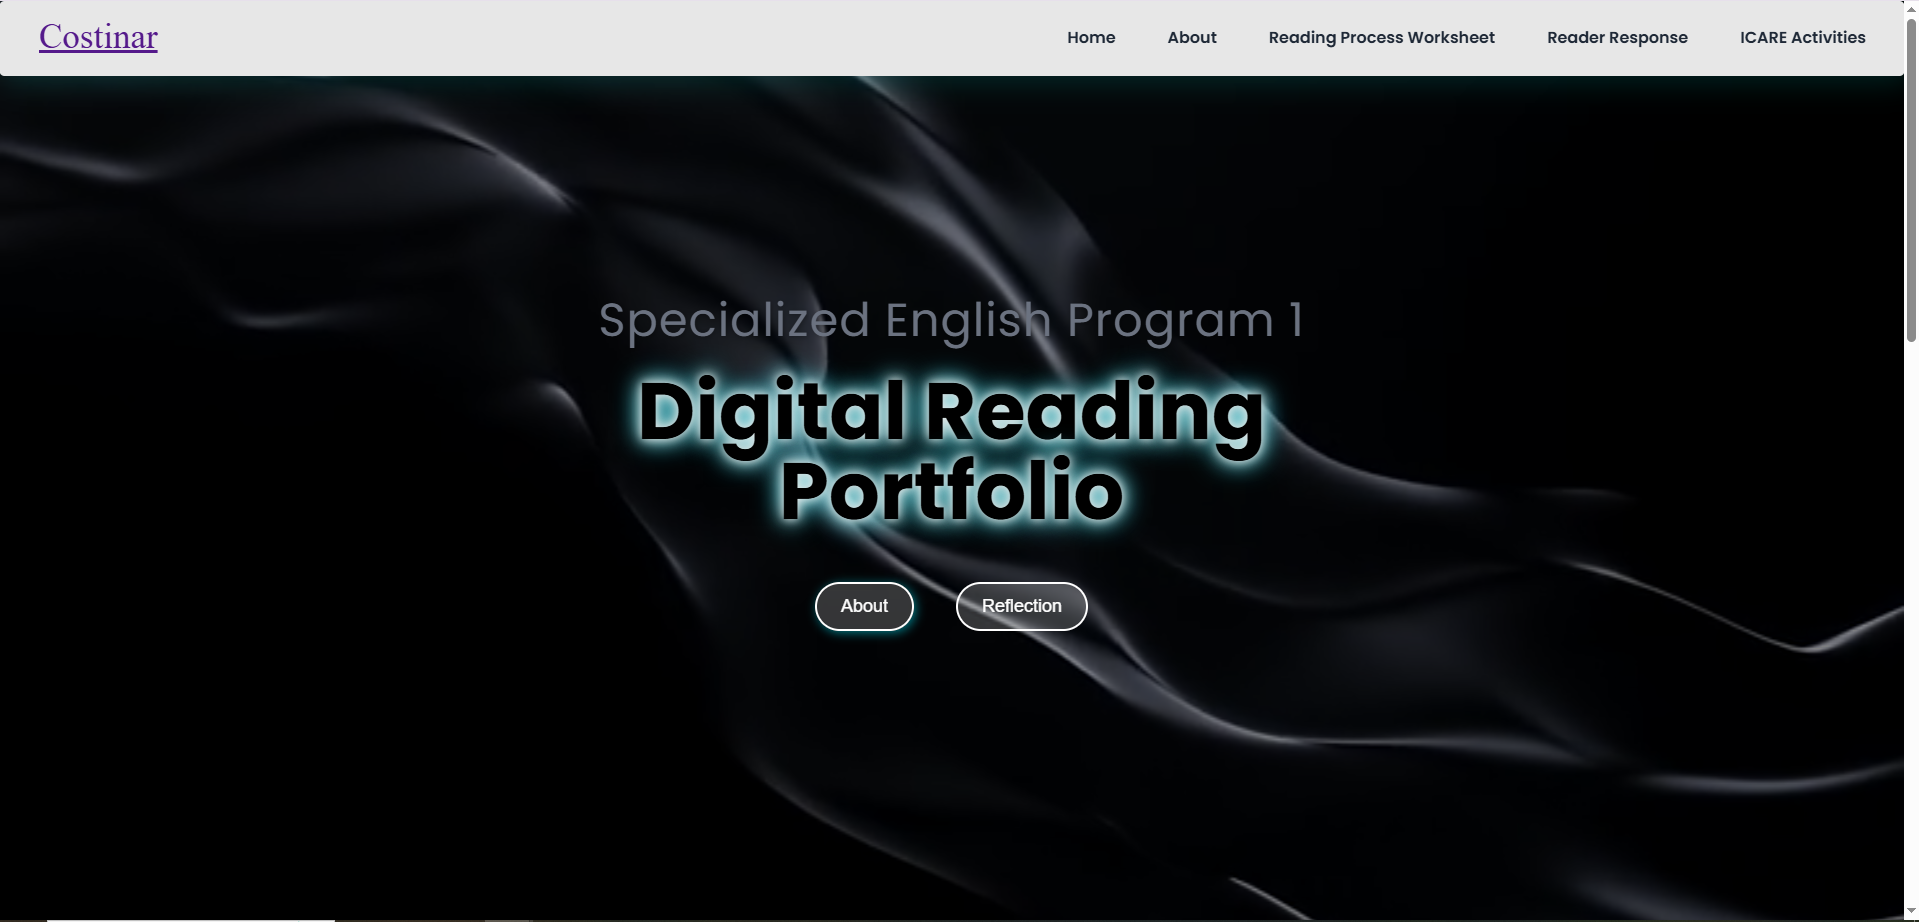 Costinar
Home About Reading Process Worksheet Reader Response ICARE Activities
Specialized English Program 1
Digital Reading
Portfolio
About Reflection